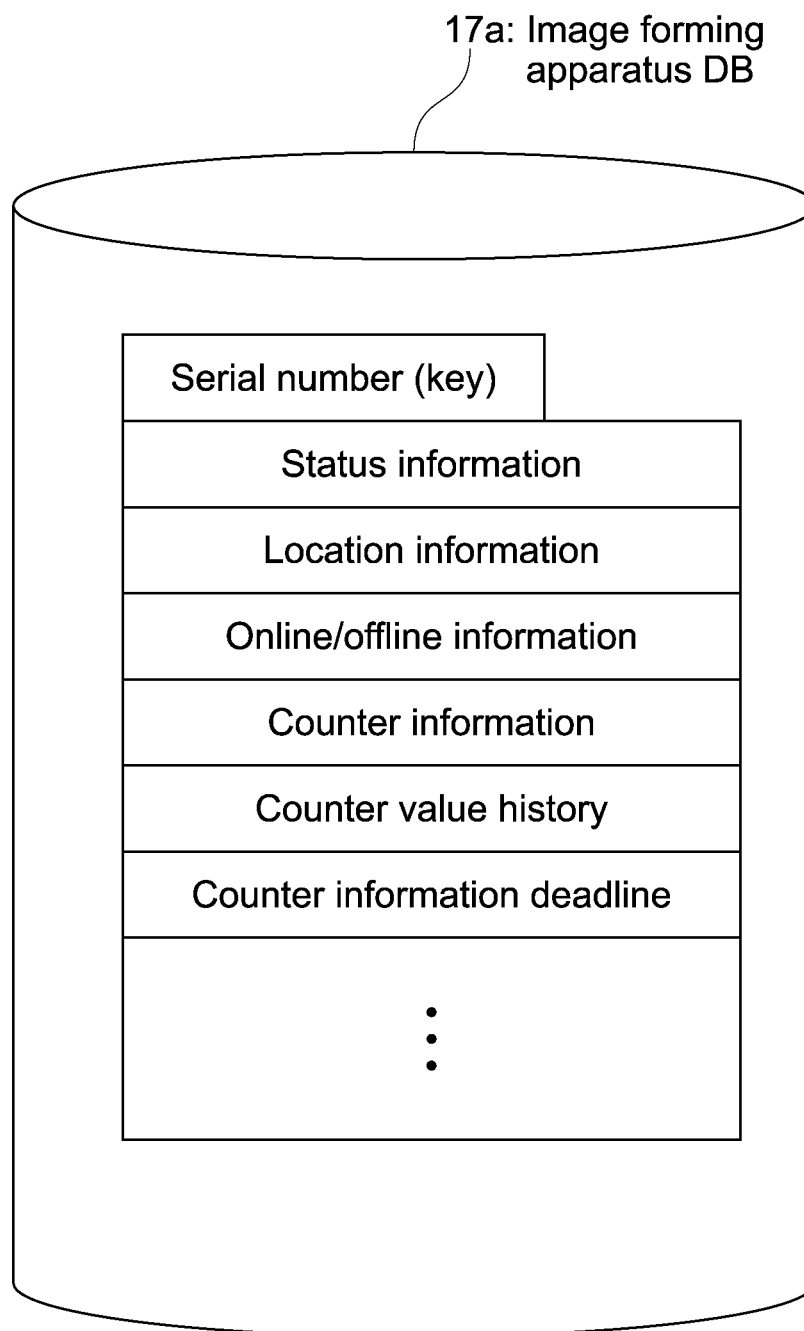 17a: Image forming
apparatus DB
Serial number (key)
Status information
Location information
Online/offline information
Counter information
Counter value history
Counter information deadline